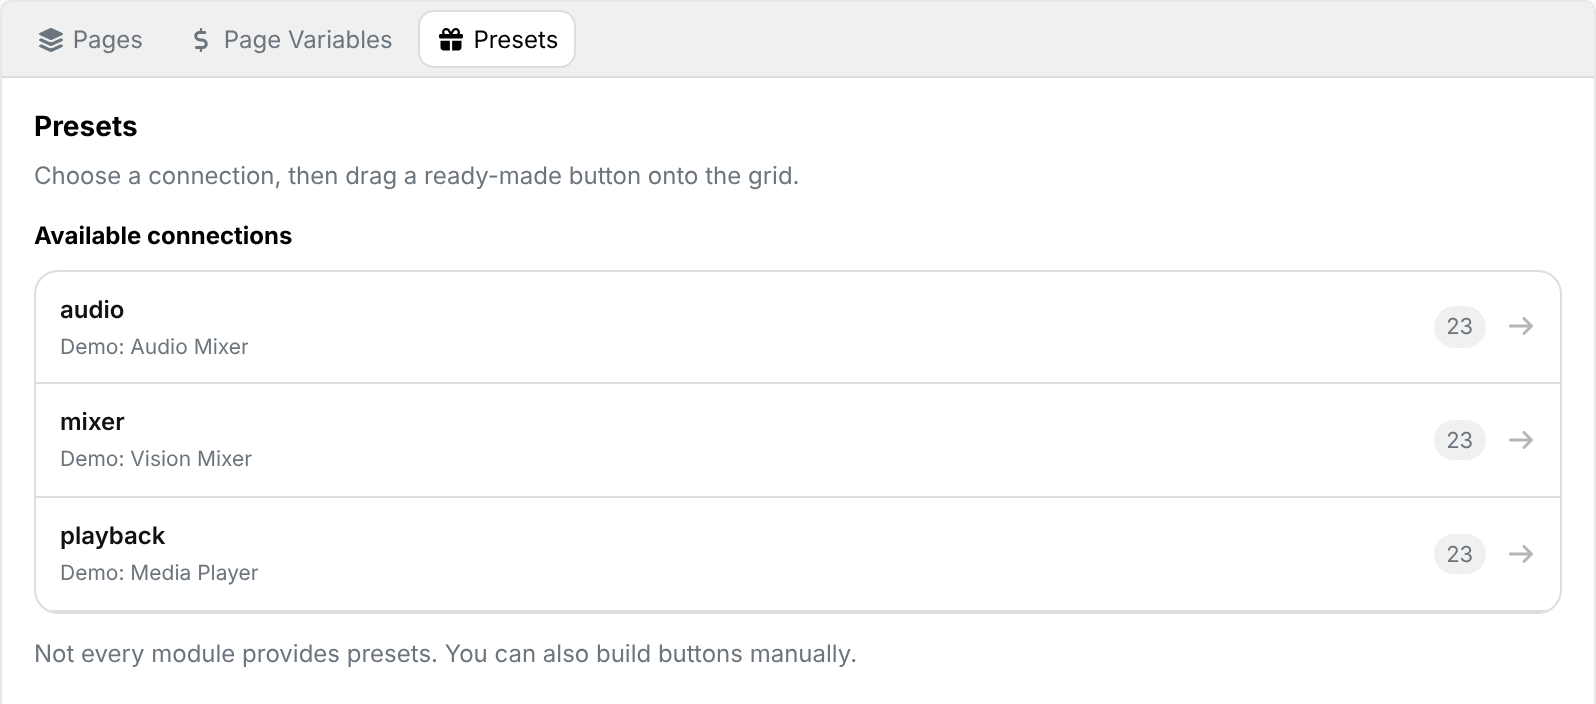 Pages
Page Variables
Presets
Presets
Choose a connection, then drag a ready-made button onto the grid.
Available connections
audio
Demo: Audio Mixer
23
mixer
Demo: Vision Mixer
23
playback
Demo: Media Player
23
Not every module provides presets. You can also build buttons manually.